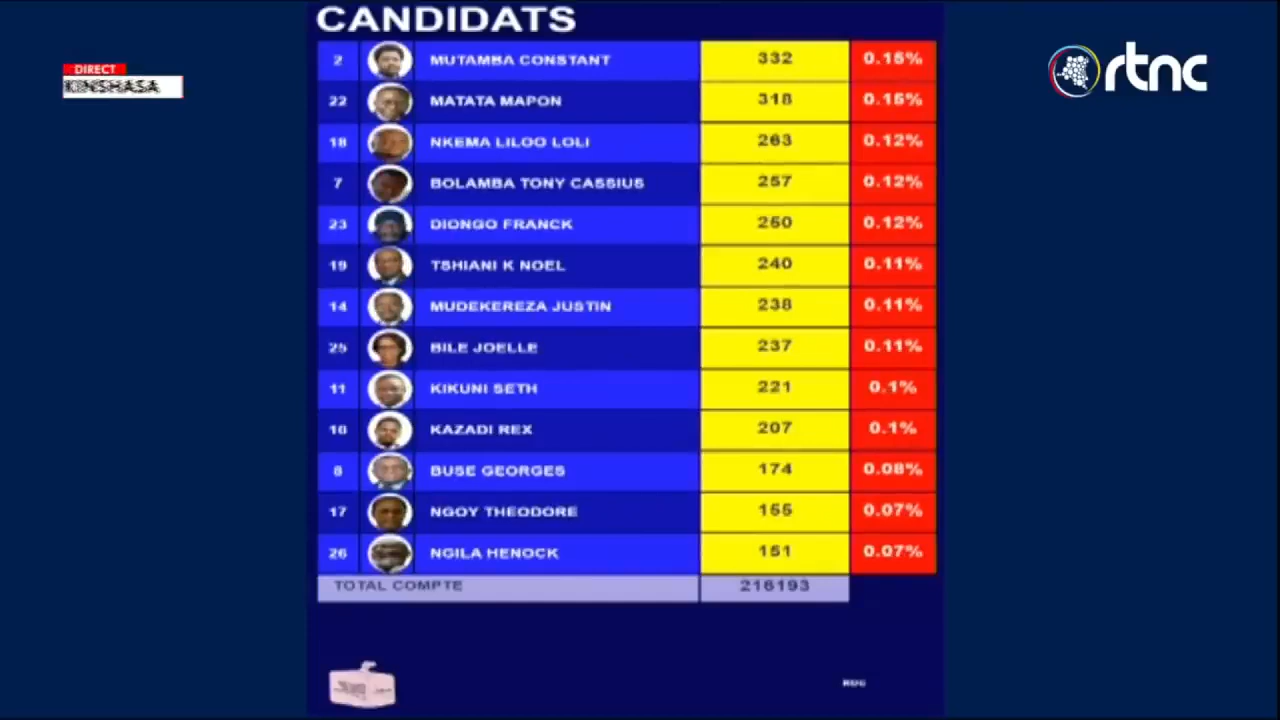 CANDIDATS
DIRECT
KINSHASA
rtnc
2 MUTAMBA CONSTANT 332 0.15%
22 MATATA MAPON 318 0.15%
18 NKEMA LILOO LOLI 263 0.12%
7 BOLAMBA TONY CASSIUS 257 0.12%
23 DIONGO FRANCK 250 0.12%
19 TSHIANI K NOEL 240 0.11%
14 MUDEKEREZA JUSTIN 238 0.11%
25 BILE JOELLE 237 0.11%
11 KIKUNI SETH 221 0.1%
16 KAZADI REX 207 0.1%
8 BUSE GEORGES 174 0.08%
17 NGOY THEODORE 155 0.07%
26 NGILA HENOCK 151 0.07%
TOTAL COMPTE 216193